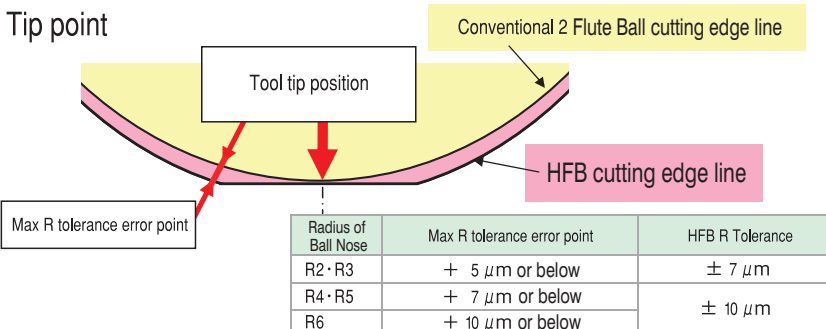 Tip point
Conventional 2 Flute Ball cutting edge line
Tool tip position
HFB cutting edge line
Max R tolerance error point
Radius of
Ball Nose
Max R tolerance error point
HFB R Tolerance
R2・R3
+ 5 μm or below
± 7 μm
R4・R5
+ 7 μm or below
± 10 μm
R6
+ 10 μm or below